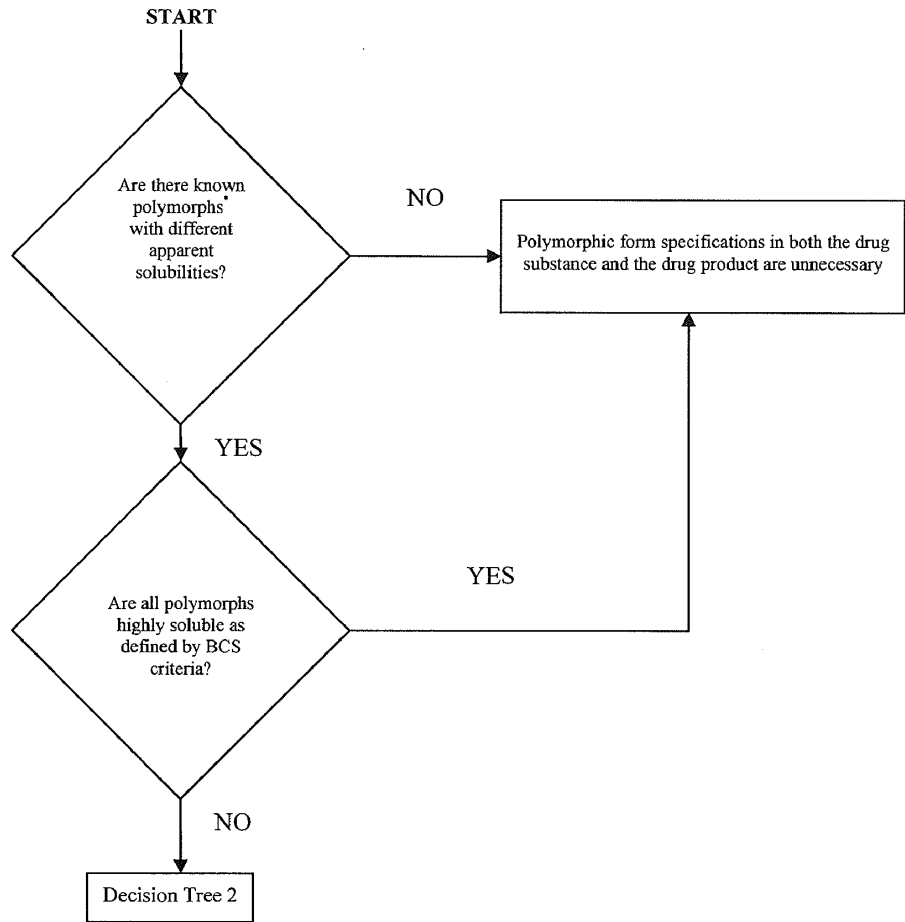 START
Are there known
polymorphs*
with different
apparent
solubilities?
NO
Polymorphic form specifications in both the drug
substance and the drug product are unnecessary
YES
Are all polymorphs
highly soluble as
defined by BCS
criteria?
YES
NO
Decision Tree 2